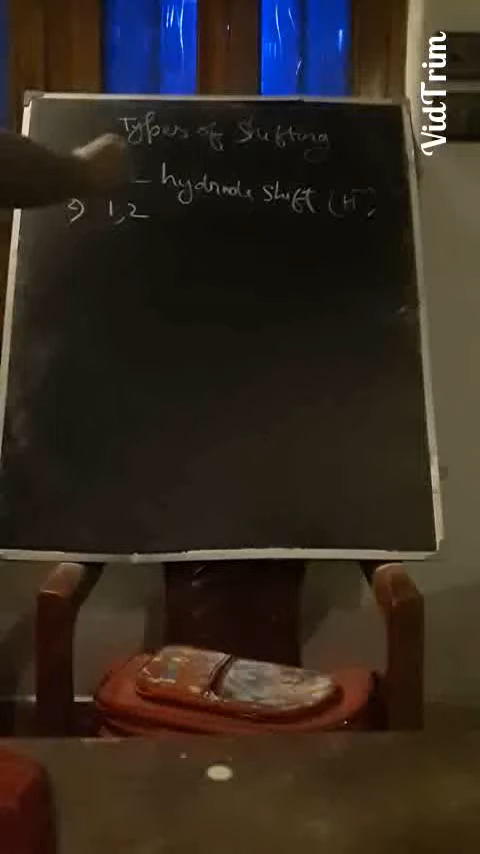 Types of Shifting
⇒ 1,2 – hydride shift (H⁻)
VidTrim